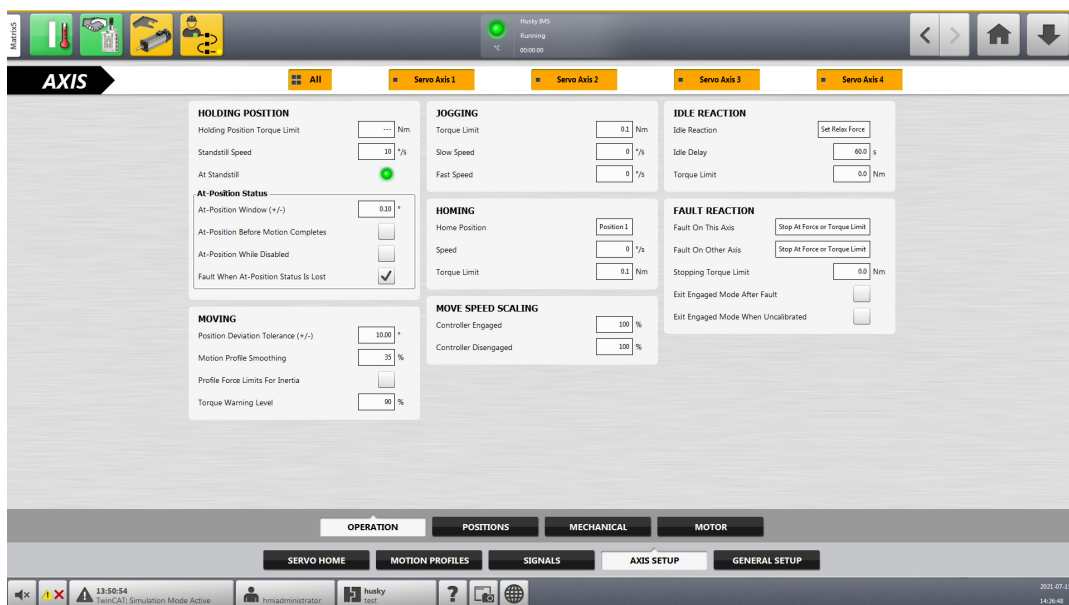 Matrix5
Husky IMS
Running
°C
00:00:00
AXIS
All
Servo Axis 1
Servo Axis 2
Servo Axis 3
Servo Axis 4
HOLDING POSITION
Holding Position Torque Limit --- Nm
Standstill Speed 10 °/s
At Standstill
At-Position Status
At-Position Window (+/-) 0.10 °
At-Position Before Motion Completes
At-Position While Disabled
Fault When At-Position Status Is Lost
MOVING
Position Deviation Tolerance (+/-) 10.00 °
Motion Profile Smoothing 35 %
Profile Force Limits For Inertia
Torque Warning Level 90 %
JOGGING
Torque Limit 0.1 Nm
Slow Speed 0 °/s
Fast Speed 0 °/s
HOMING
Home Position Position 1
Speed 0 °/s
Torque Limit 0.1 Nm
MOVE SPEED SCALING
Controller Engaged 100 %
Controller Disengaged 100 %
IDLE REACTION
Idle Reaction Set Relax Force
Idle Delay 60.0 s
Torque Limit 0.0 Nm
FAULT REACTION
Fault On This Axis Stop At Force or Torque Limit
Fault On Other Axis Stop At Force or Torque Limit
Stopping Torque Limit 0.0 Nm
Exit Engaged Mode After Fault
Exit Engaged Mode When Uncalibrated
OPERATION
POSITIONS
MECHANICAL
MOTOR
SERVO HOME
MOTION PROFILES
SIGNALS
AXIS SETUP
GENERAL SETUP
13:50:54
TwinCAT: Simulation Mode Active
hmiadministrator
husky
test
?
14:26:48